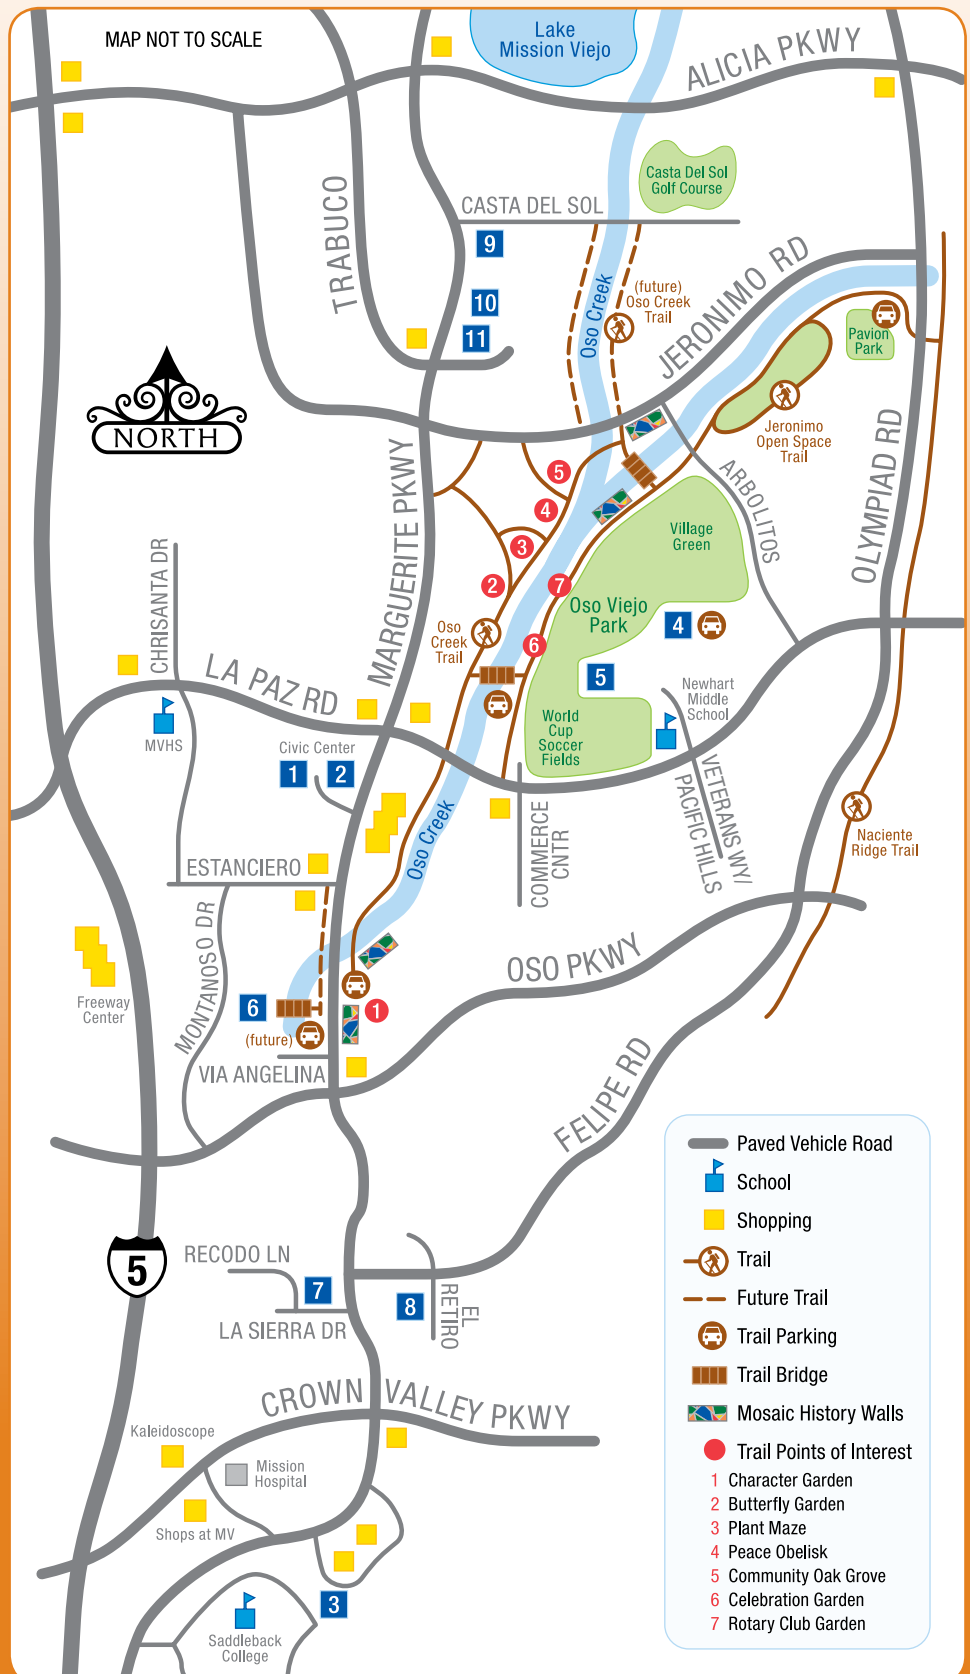 MAP NOT TO SCALE
Lake
Mission Viejo
ALICIA PKWY
Casta Del Sol
Golf Course
TRABUCO
CASTA DEL SOL
9
JERONIMO RD
(future)
Oso Creek
Trail
Oso Creek
10
11
Pavion
Park
NORTH
Jeronimo
Open Space
Trail
MARGUERITE PKWY
ARBOLITOS
OLYMPIAD RD
5
4
3
2
7
6
Village
Green
Oso Viejo
Park
4
5
CHRISANTA DR
Oso
Creek
Trail
LA PAZ RD
MVHS
Newhart
Middle
School
World
Cup
Soccer
Fields
Civic Center
1
2
VETERANS WY/
PACIFIC HILLS
COMMERCE
CNTR
Oso Creek
Naciente
Ridge Trail
ESTANCIERO
MONTANOSO DR
OSO PKWY
Freeway
Center
6
1
(future)
VIA ANGELINA
FELIPE RD
5
RECODO LN
7
LA SIERRA DR
8
EL
RETIRO
CROWN VALLEY PKWY
Kaleidoscope
Mission
Hospital
Shops at MV
3
Saddleback
College
Paved Vehicle Road
School
Shopping
Trail
Future Trail
Trail Parking
Trail Bridge
Mosaic History Walls
Trail Points of Interest
1 Character Garden
2 Butterfly Garden
3 Plant Maze
4 Peace Obelisk
5 Community Oak Grove
6 Celebration Garden
7 Rotary Club Garden